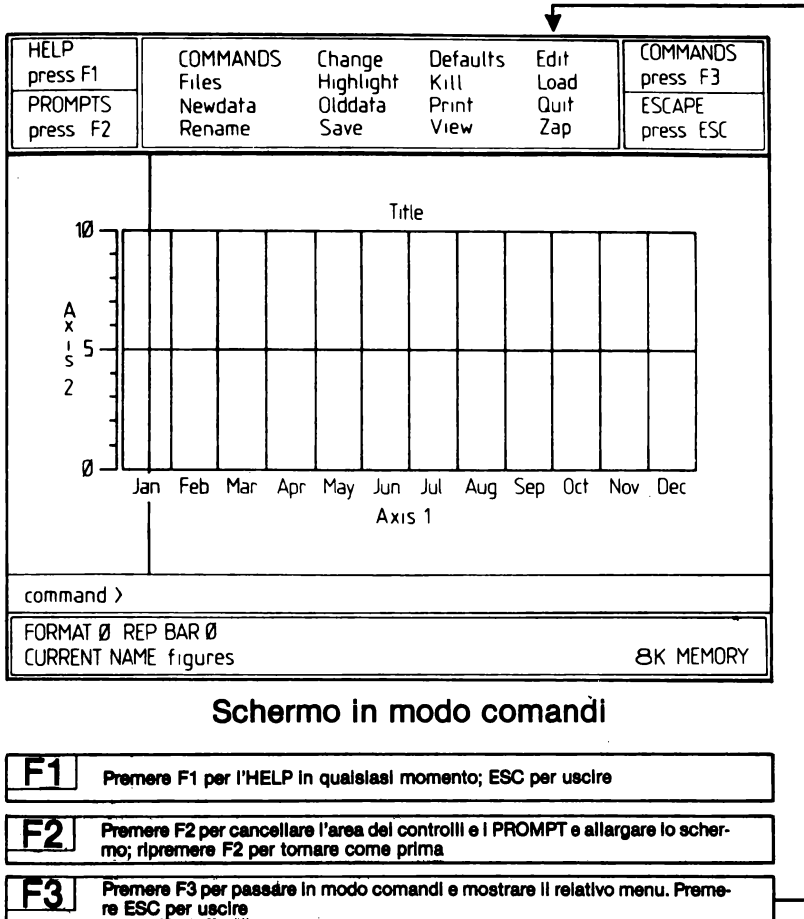 HELP
press F1
PROMPTS
press F2
COMMANDS Change Defaults Edit
Files Highlight Kill Load
Newdata Olddata Print Quit
Rename Save View Zap
COMMANDS
press F3
ESCAPE
press ESC
Title
10
Axis 2
5
0
Jan Feb Mar Apr May Jun Jul Aug Sep Oct Nov Dec
Axis 1
command >
FORMAT 0 REP BAR 0
CURRENT NAME figures
8K MEMORY
Schermo in modo comandi
F1 Premere F1 per l'HELP in qualsiasi momento; ESC per uscire
F2 Premere F2 per cancellare l'area dei controlli e i PROMPT e allargare lo scher-
mo; ripremere F2 per tornare come prima
F3 Premere F3 per passare in modo comandi e mostrare il relativo menu. Preme-
re ESC per uscire